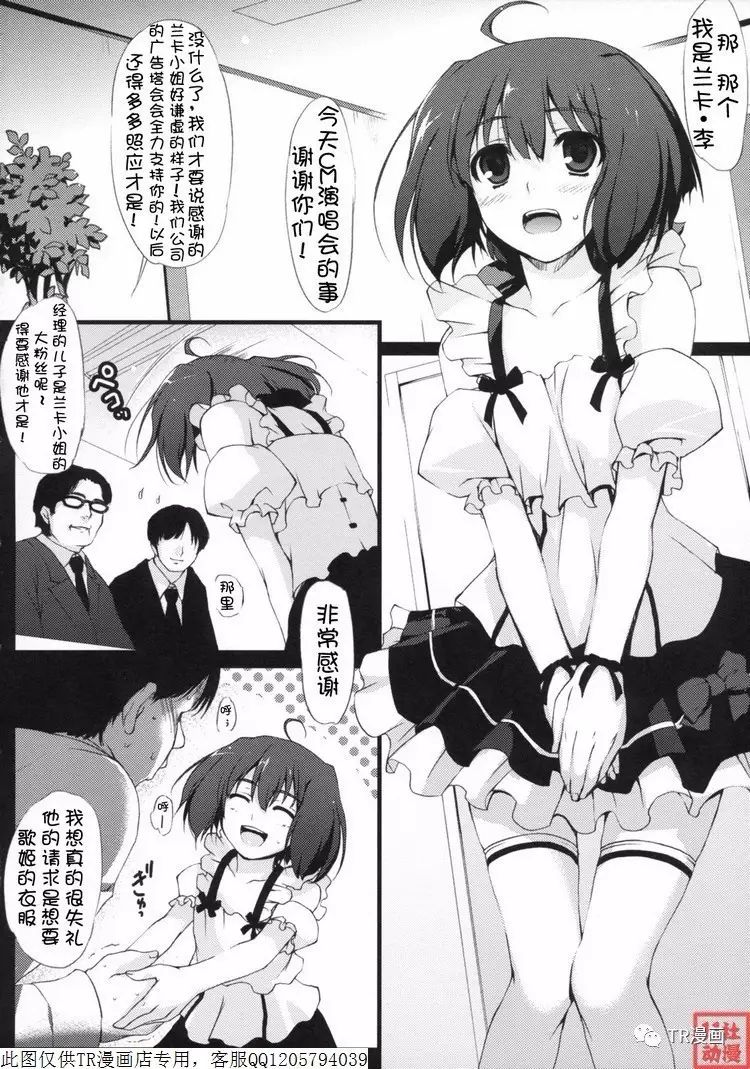 那 那个
我是兰卡·李
今天CM演唱会的事
谢谢你们！
没什么了，我们才要说感谢的
兰卡小姐好谦虚的样子！我们公司
的广告塔会会全力支持你的！以后
还得多多照应才是！
经理的儿子是兰卡小姐的
大粉丝呢～
得要感谢他才是！
ペコッ
那里
非常感谢
呼，
呼ー
ぎゅっ
我想真的很失礼
他的请求是想要
歌姬的衣服
TR漫画
动漫
此图仅供TR漫画店专用，客服QQ1205794039